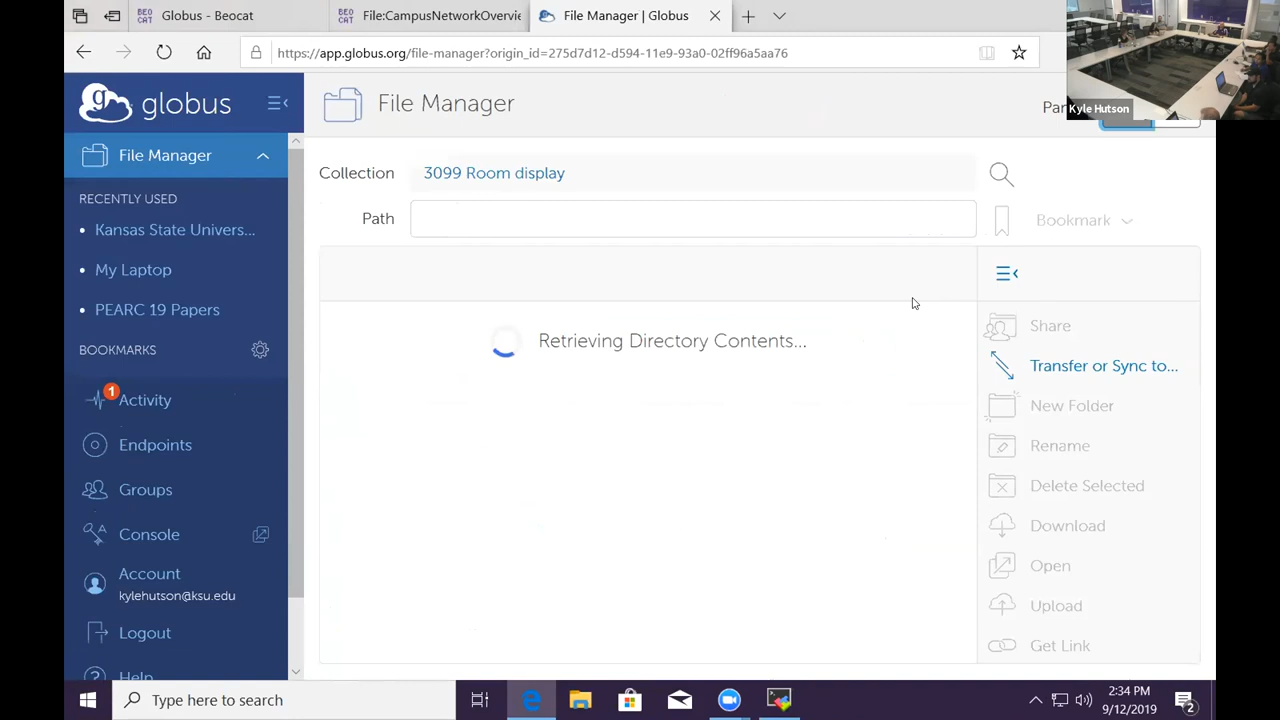 Globus - Beocat
File:CampusNetworkOvervie
File Manager | Globus
https://app.globus.org/file-manager?origin_id=275d7d12-d594-11e9-93a0-02ff96a5aa76
Kyle Hutson
globus
File Manager
File Manager
RECENTLY USED
Kansas State Univers...
My Laptop
PEARC 19 Papers
BOOKMARKS
1
Activity
Endpoints
Groups
Console
Account
kylehutson@ksu.edu
Logout
Help
Collection
3099 Room display
Path
Bookmark
Retrieving Directory Contents...
Share
Transfer or Sync to...
New Folder
Rename
Delete Selected
Download
Open
Upload
Get Link
Type here to search
2:34 PM
9/12/2019
2